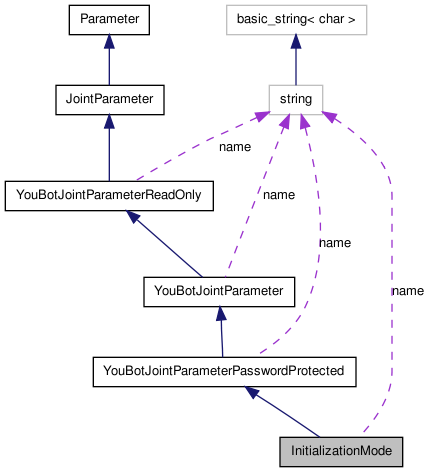 Parameter
basic_string< char >
JointParameter
string
name
YouBotJointParameterReadOnly
name
name
YouBotJointParameter
name
YouBotJointParameterPasswordProtected
InitializationMode